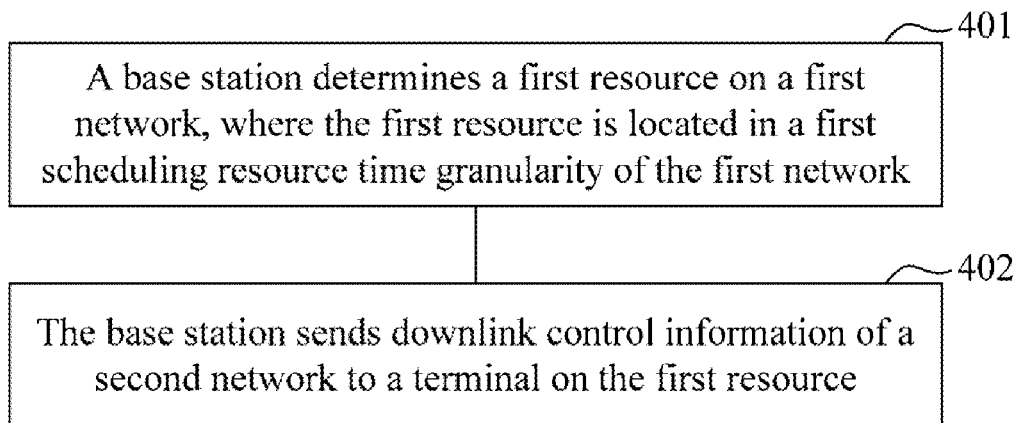 401
A base station determines a first resource on a first
network, where the first resource is located in a first
scheduling resource time granularity of the first network
402
The base station sends downlink control information of a
second network to a terminal on the first resource